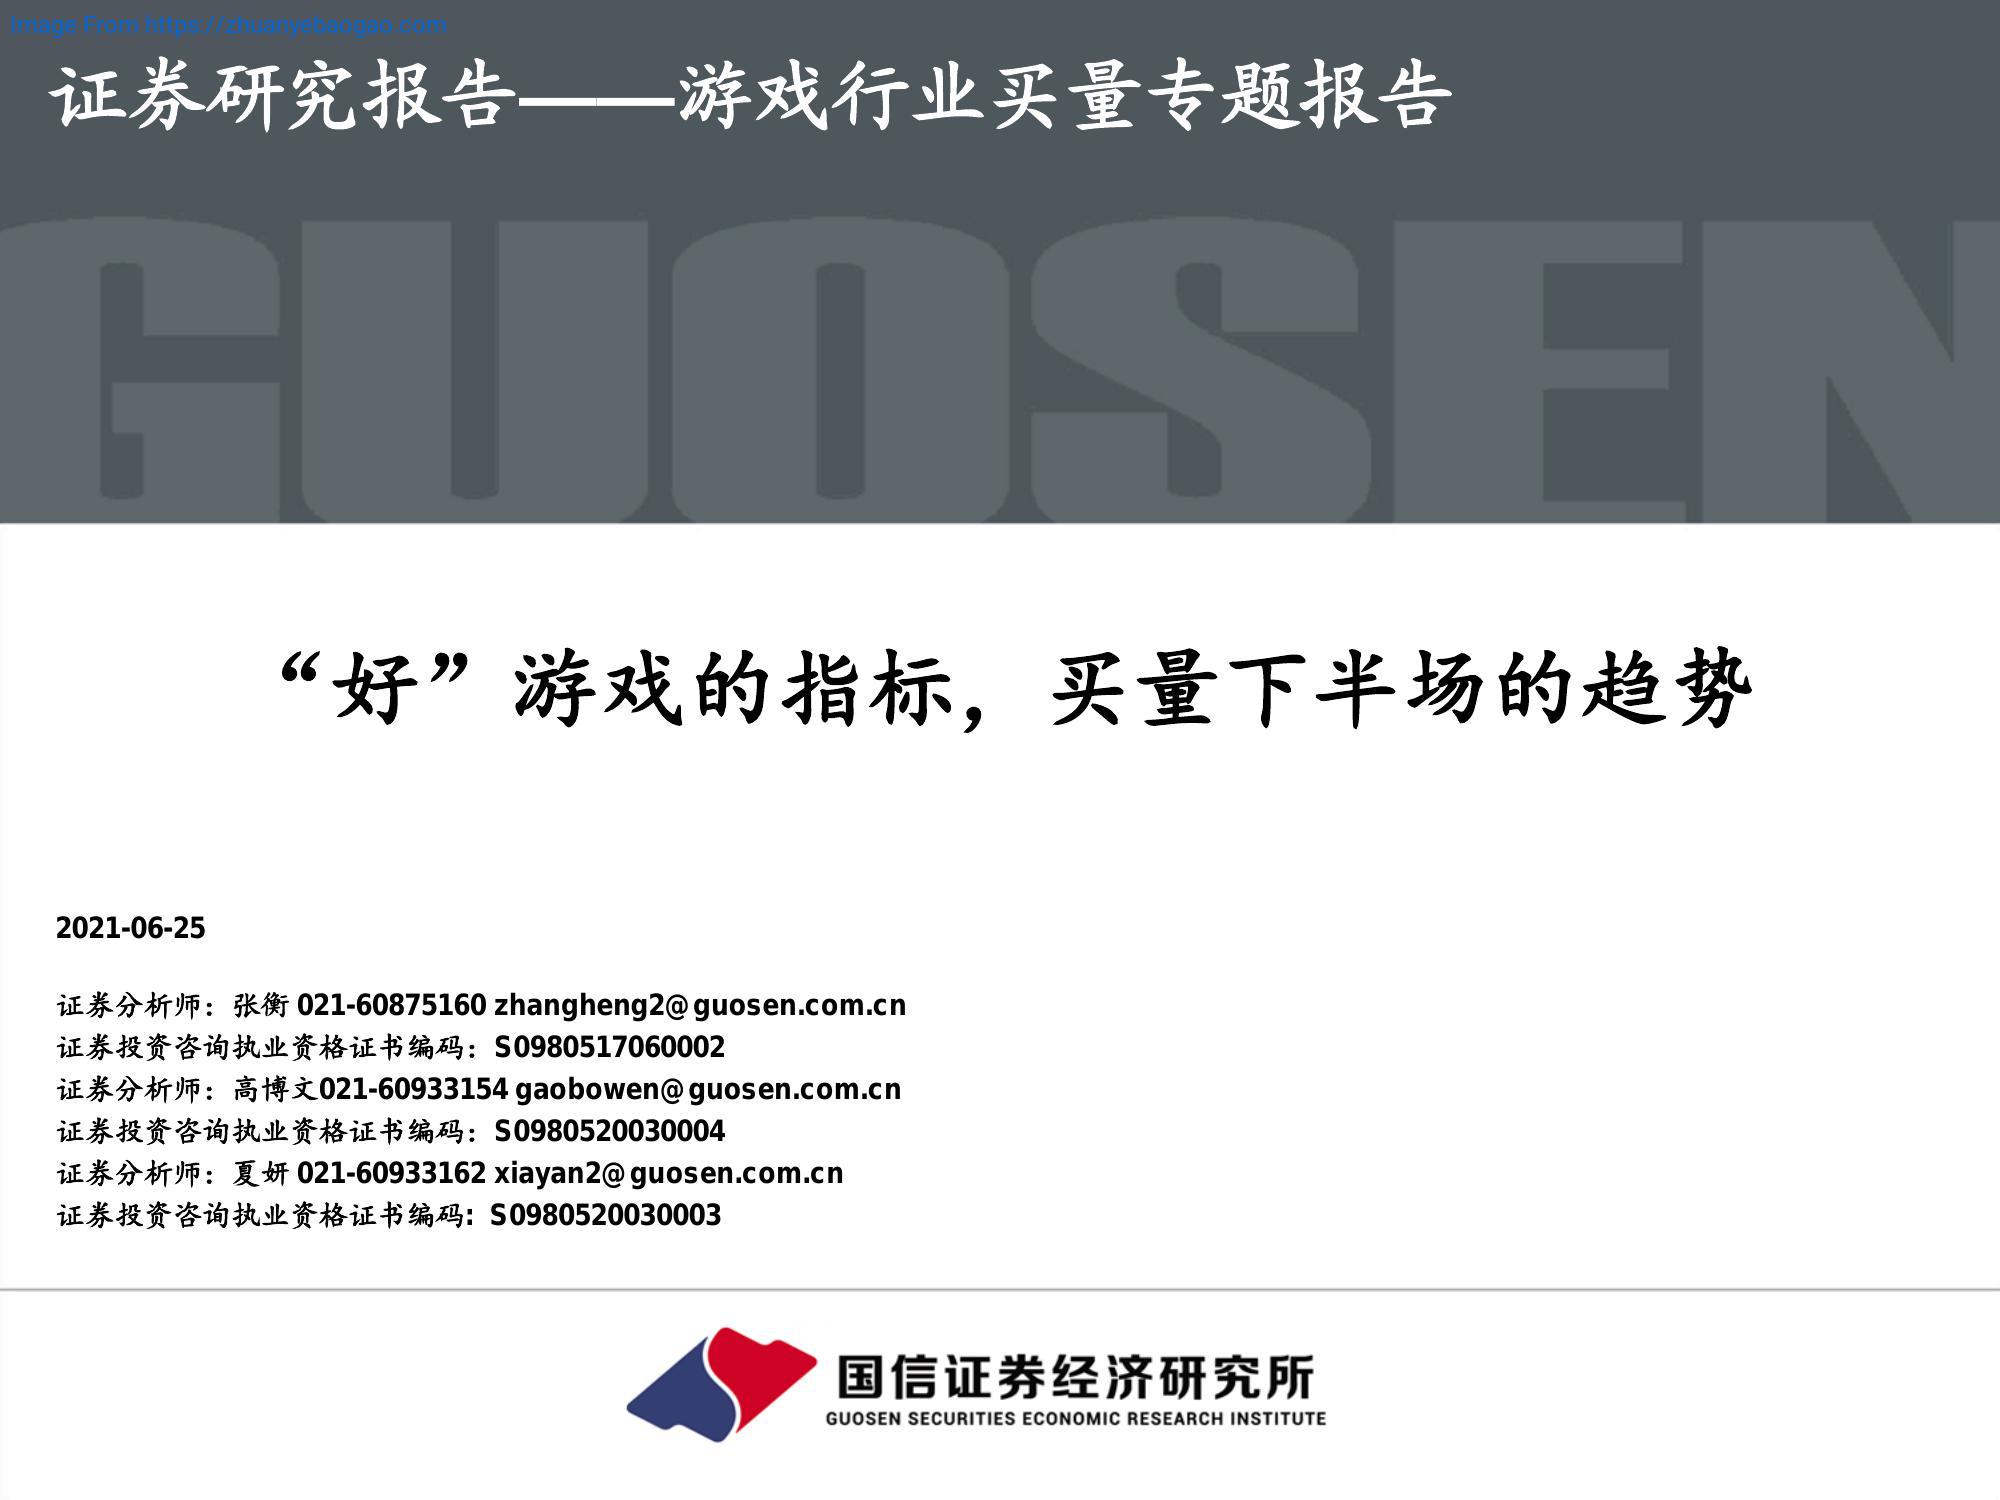 Image From https://zhuanyebaogao.com
证券研究报告——游戏行业买量专题报告
GUOSEN
“好”游戏的指标，买量下半场的趋势
2021-06-25
证券分析师：张衡 021-60875160 zhangheng2@guosen.com.cn
证券投资咨询执业资格证书编码：S0980517060002
证券分析师：高博文021-60933154 gaobowen@guosen.com.cn
证券投资咨询执业资格证书编码：S0980520030004
证券分析师：夏妍 021-60933162 xiayan2@guosen.com.cn
证券投资咨询执业资格证书编码: S0980520030003
国信证券经济研究所
GUOSEN SECURITIES ECONOMIC RESEARCH INSTITUTE